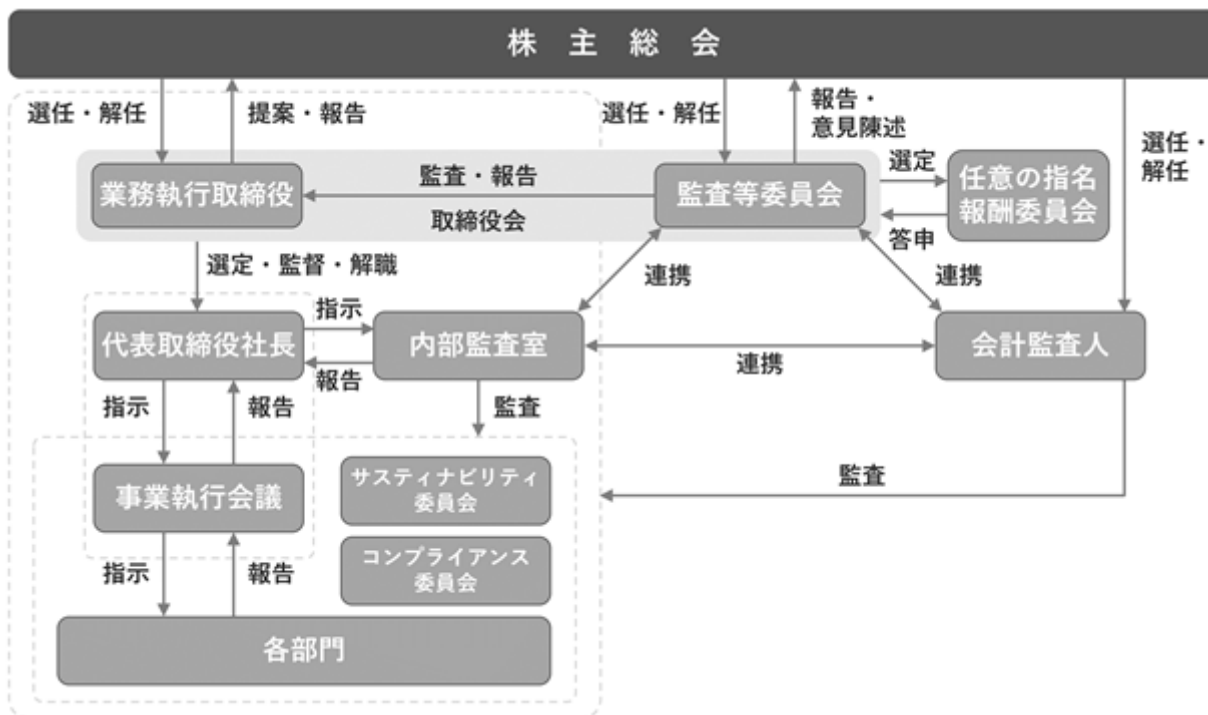 株主総会
選任・解任
提案・報告
選任・解任
報告・
意見陳述
選任・
解任
業務執行取締役
監査・報告
取締役会
監査等委員会
選定
答申
任意の指名
報酬委員会
選定・監督・解職
連携
連携
代表取締役社長
指示
報告
内部監査室
連携
会計監査人
指示
報告
監査
事業執行会議
サスティナビリティ
委員会
監査
コンプライアンス
委員会
指示
報告
各部門